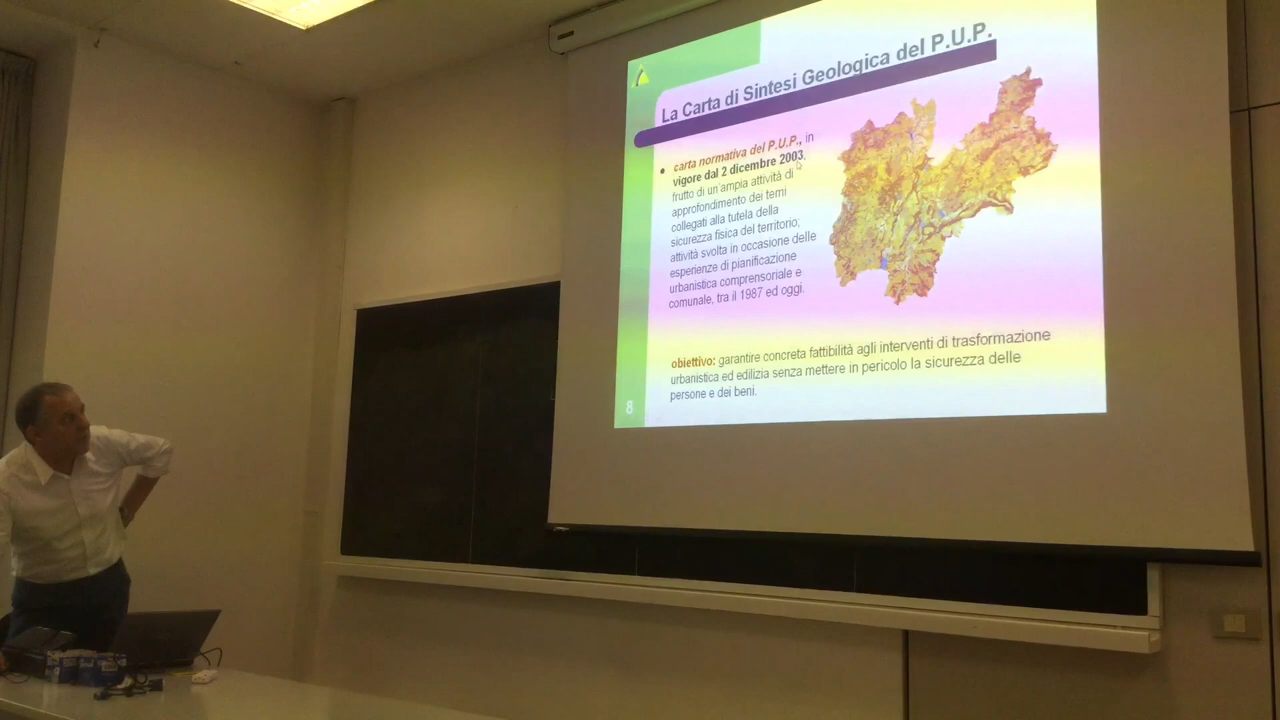 La Carta di Sintesi Geologica del P.U.P.
• carta normativa del P.U.P., in
vigore dal 2 dicembre 2003,
frutto di un'ampia attività di
approfondimento dei temi
collegati alla tutela della
sicurezza fisica del territorio;
attività svolta in occasione delle
esperienze di pianificazione
urbanistica comprensoriale e
comunale, tra il 1987 ed oggi.
obiettivo: garantire concreta fattibilità agli interventi di trasformazione
urbanistica ed edilizia senza mettere in pericolo la sicurezza delle
persone e dei beni.
8